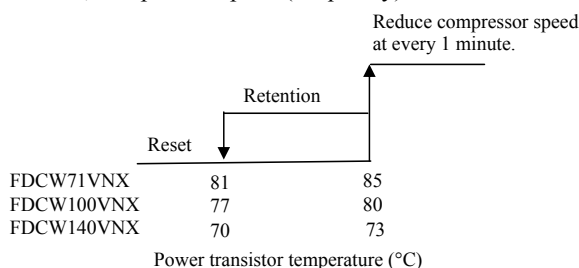 Reduce compressor speed
at every 1 minute.
Retention
Reset
FDCW71VNX 81 85
FDCW100VNX 77 80
FDCW140VNX 70 73
Power transistor temperature (°C)